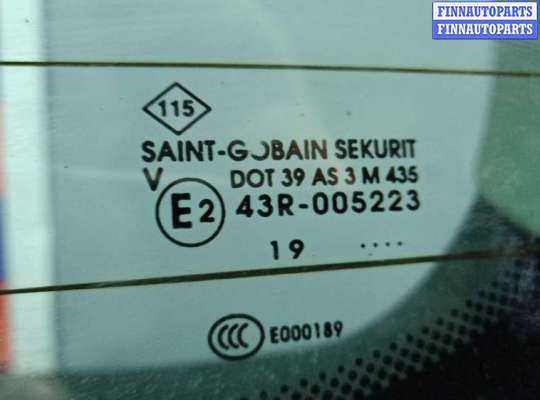 FINNAUTOPARTS
FINNAUTOPARTS
115
SAINT-GOBAIN SEKURIT
V DOT 39 AS 3 M 435
E2 43R-005223
19 ....
CCC E000189